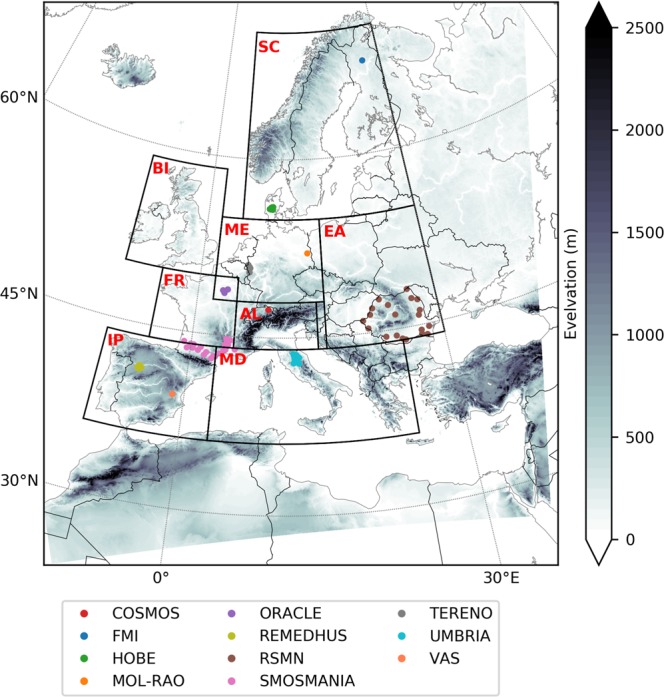 60°N
45°N
30°N
0°
30°E
SC
BI
ME
EA
FR
AL
IP
MD
2500
2000
1500
1000
500
0
Evelvation (m)
COSMOS
FMI
HOBE
MOL-RAO
ORACLE
REMEDHUS
RSMN
SMOSMANIA
TERENO
UMBRIA
VAS